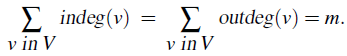 ∑ indeg(v) = ∑ outdeg(v) = m.
v in V v in V